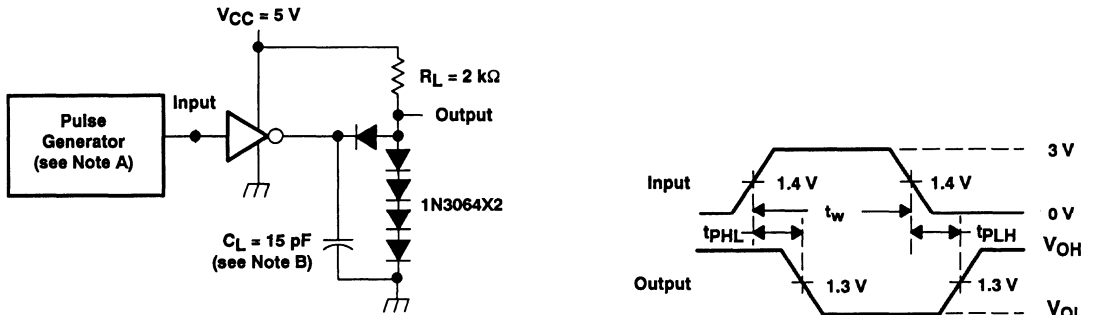 VCC = 5 V
RL = 2 kΩ
Input
Output
Pulse
Generator
(see Note A)
1N3064X2
CL = 15 pF
(see Note B)
3 V
Input
1.4 V
1.4 V
tw
0 V
tPHL
tPLH
VOH
Output
1.3 V
1.3 V
VOL